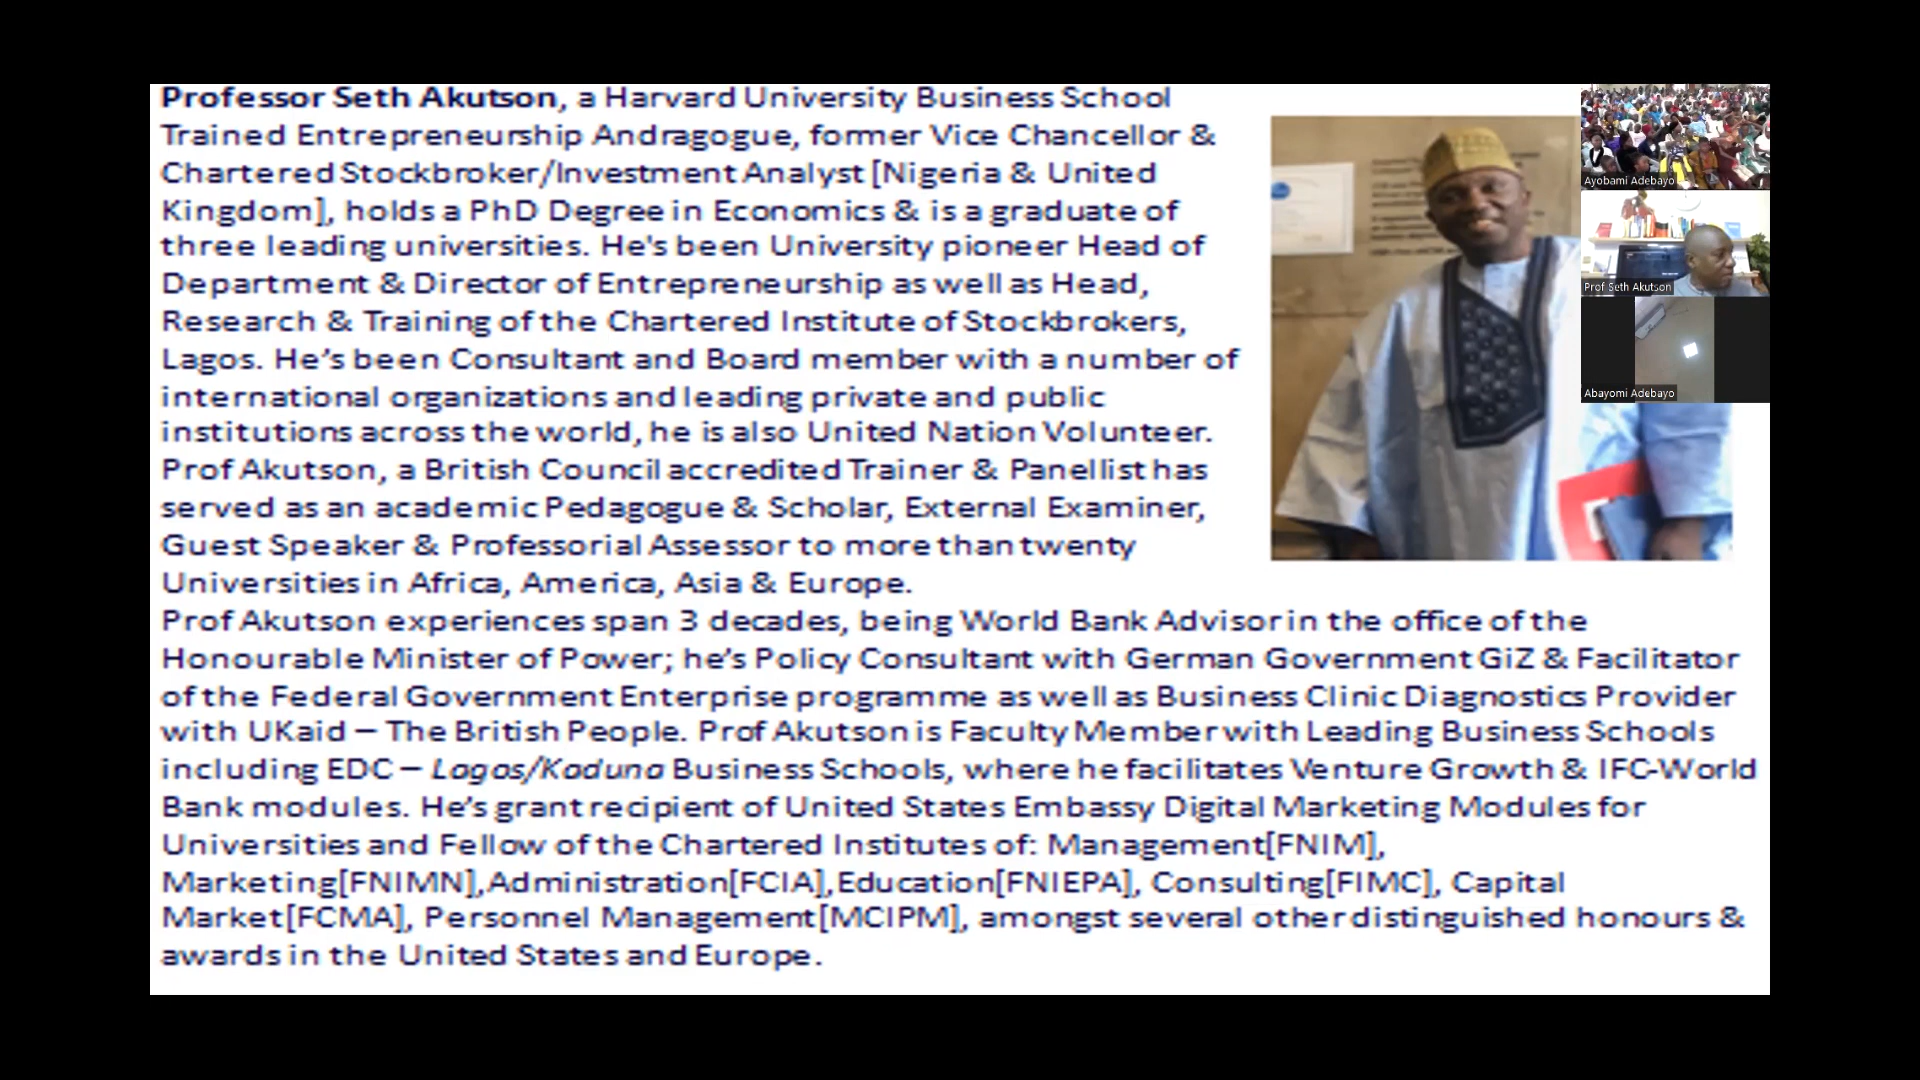 Professor Seth Akutson, a Harvard University Business School
Trained Entrepreneurship Andragogue, former Vice Chancellor &
Chartered Stockbroker/Investment Analyst [Nigeria & United
Kingdom], holds a PhD Degree in Economics & is a graduate of
three leading universities. He's been University pioneer Head of
Department & Director of Entrepreneurship as well as Head,
Research & Training of the Chartered Institute of Stockbrokers,
Lagos. He’s been Consultant and Board member with a number of
international organizations and leading private and public
institutions across the world, he is also United Nation Volunteer.
Prof Akutson, a British Council accredited Trainer & Panellist has
served as an academic Pedagogue & Scholar, External Examiner,
Guest Speaker & Professorial Assessor to more than twenty
Universities in Africa, America, Asia & Europe.
Prof Akutson experiences span 3 decades, being World Bank Advisor in the office of the
Honourable Minister of Power; he’s Policy Consultant with German Government GiZ & Facilitator
of the Federal Government Enterprise programme as well as Business Clinic Diagnostics Provider
with UKaid – The British People. Prof Akutson is Faculty Member with Leading Business Schools
including EDC – Lagos/Kaduna Business Schools, where he facilitates Venture Growth & IFC-World
Bank modules. He’s grant recipient of United States Embassy Digital Marketing Modules for
Universities and Fellow of the Chartered Institutes of: Management[FNIM],
Marketing[FNIMN],Administration[FCIA],Education[FNIEPA], Consulting[FIMC], Capital
Market[FCMA], Personnel Management[MCIPM], amongst several other distinguished honours &
awards in the United States and Europe.
Ayobami Adebayo
Prof Seth Akutson
Abayomi Adebayo